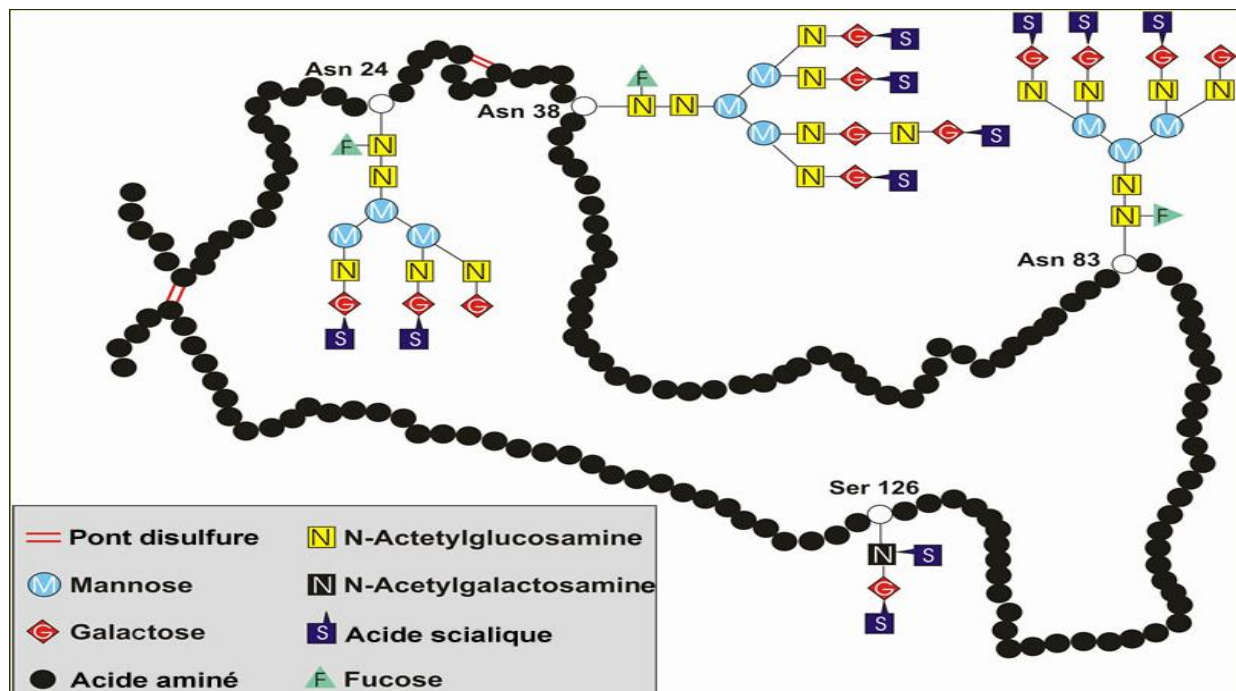 Asn 24
F N
N
M
M M
N N N
G G G
S S
Asn 38
N G S
M N G S
F
N N M
M N G N G S
N G S
S S S
G G G G
N N N N
M M
M
N
N F
Asn 83
Ser 126
N S
G
S
Pont disulfure
M Mannose
G Galactose
Acide aminé
N N-Actetylglucosamine
N N-Acetylgalactosamine
S Acide scialique
F Fucose